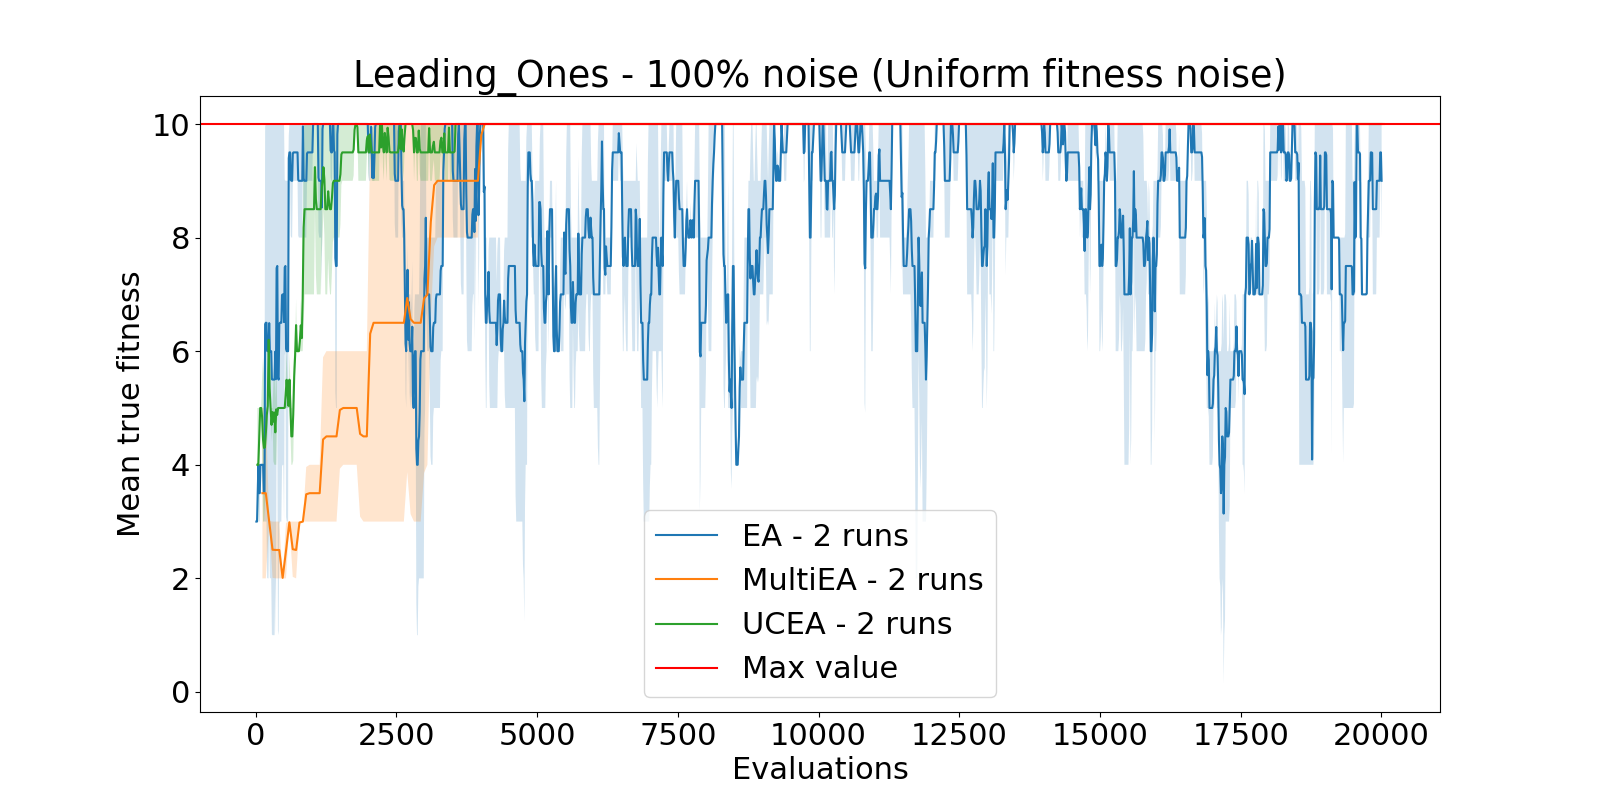 Leading_Ones - 100% noise (Uniform fitness noise)
Mean true fitness
10
8
6
4
2
0
EA - 2 runs
MultiEA - 2 runs
UCEA - 2 runs
Max value
0 2500 5000 7500 10000 12500 15000 17500 20000
Evaluations